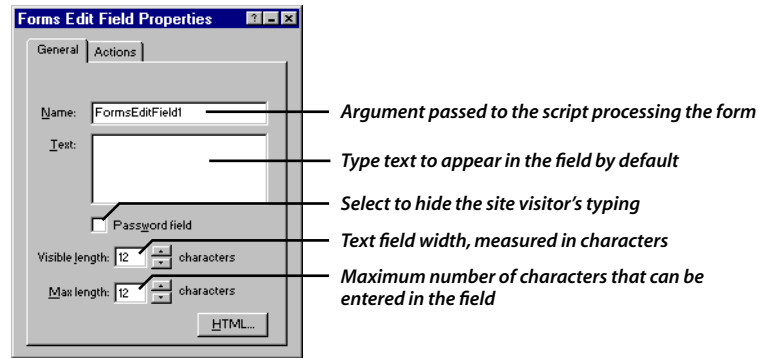 Forms Edit Field Properties
General Actions
Name: FormsEditField1
Argument passed to the script processing the form
Text:
Type text to appear in the field by default
Select to hide the site visitor's typing
Password field
Text field width, measured in characters
Visible length: 12 characters
Maximum number of characters that can be
entered in the field
Max length: 12 characters
HTML...